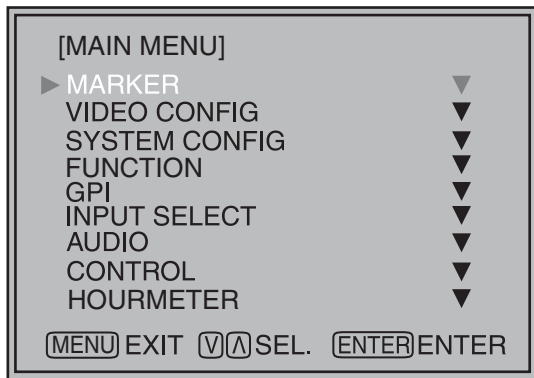 [MAIN MENU]
▶ MARKER ▼
VIDEO CONFIG ▼
SYSTEM CONFIG ▼
FUNCTION ▼
GPI ▼
INPUT SELECT ▼
AUDIO ▼
CONTROL ▼
HOURMETER ▼
MENU EXIT V Λ SEL. ENTER ENTER